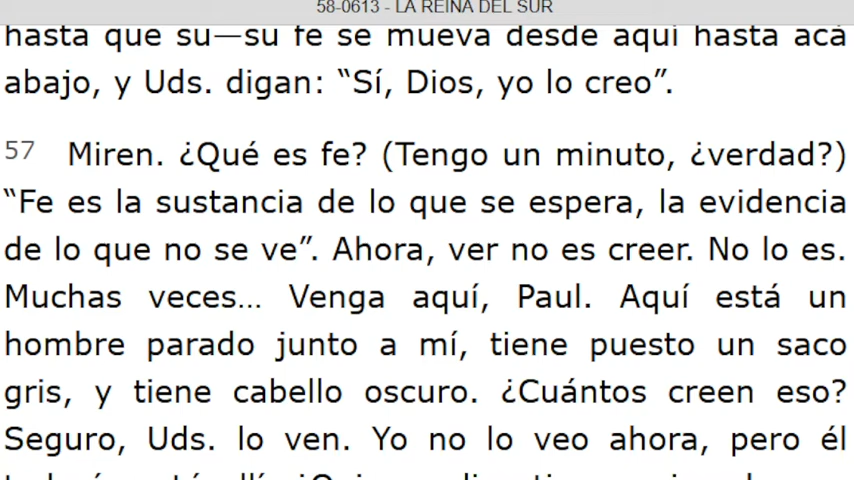 58-0613 - LA REINA DEL SUR
hasta que su—su fe se mueva desde aquí hasta acá
abajo, y Uds. digan: “Sí, Dios, yo lo creo”.
57 Miren. ¿Qué es fe? (Tengo un minuto, ¿verdad?)
“Fe es la sustancia de lo que se espera, la evidencia
de lo que no se ve”. Ahora, ver no es creer. No lo es.
Muchas veces… Venga aquí, Paul. Aquí está un
hombre parado junto a mí, tiene puesto un saco
gris, y tiene cabello oscuro. ¿Cuántos creen eso?
Seguro, Uds. lo ven. Yo no lo veo ahora, pero él